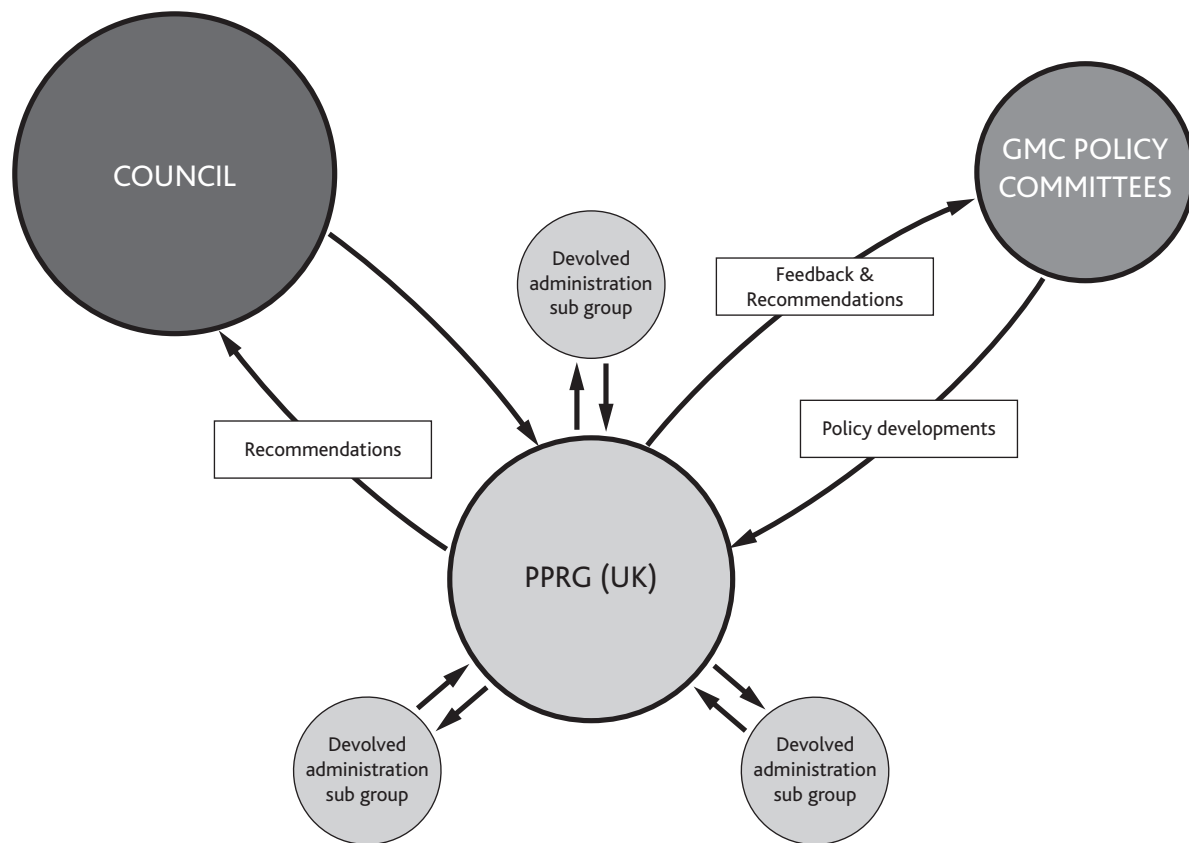 COUNCIL
GMC POLICY
COMMITTEES
Devolved
administration
sub group
Feedback &
Recommendations
Recommendations
Policy developments
PPRG (UK)
Devolved
administration
sub group
Devolved
administration
sub group